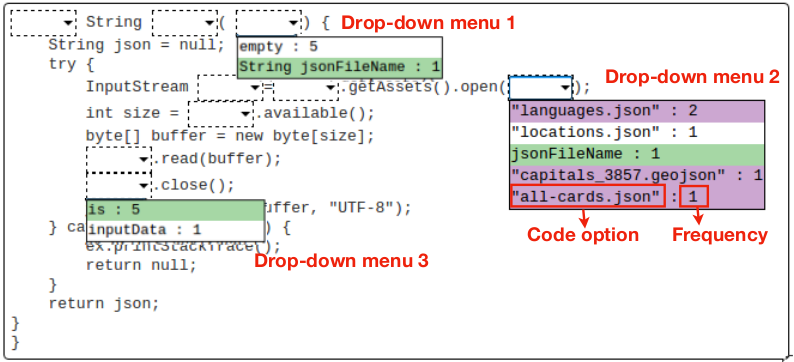 String ( ) { Drop-down menu 1
String json = null; empty : 5
try { String jsonFileName : 1
InputStream = .getAssets().open( ); Drop-down menu 2
int size = .available(); "languages.json" : 2
byte[] buffer = new byte[size]; "locations.json" : 1
.read(buffer); jsonFileName : 1
.close(); "capitals_3857.geojson" : 1
is : 5 uffer, "UTF-8"); "all-cards.json" : 1
} ca inputData : 1 ) { Code option Frequency
ex.printStackTrace(); Drop-down menu 3
return null;
}
return json;
}
}